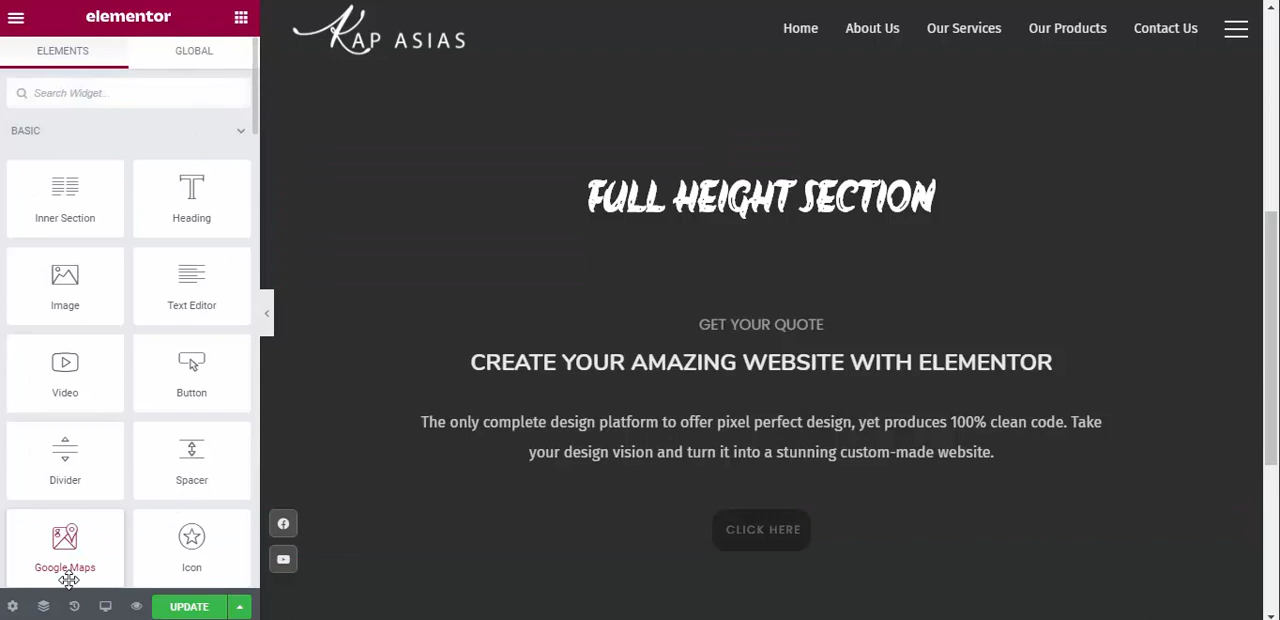 elementor
ELEMENTS
GLOBAL
Search Widget...
BASIC
Inner Section
Heading
Image
Text Editor
Video
Button
Divider
Spacer
Google Maps
Icon
UPDATE
KAP ASIAS
Home
About Us
Our Services
Our Products
Contact Us
FULL HEIGHT SECTION
GET YOUR QUOTE
CREATE YOUR AMAZING WEBSITE WITH ELEMENTOR
The only complete design platform to offer pixel perfect design, yet produces 100% clean code. Take
your design vision and turn it into a stunning custom-made website.
CLICK HERE